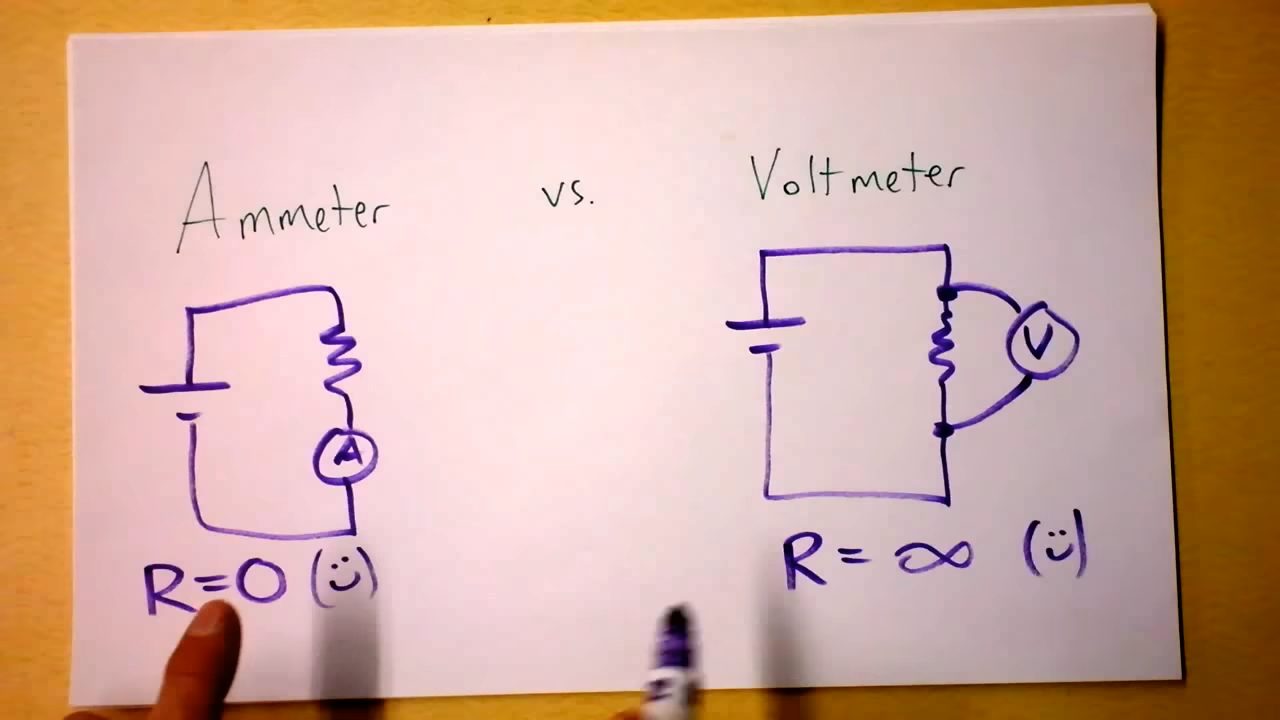 Ammeter vs. Voltmeter
A
V
R=0 (ü)
R = ∞ (ü)